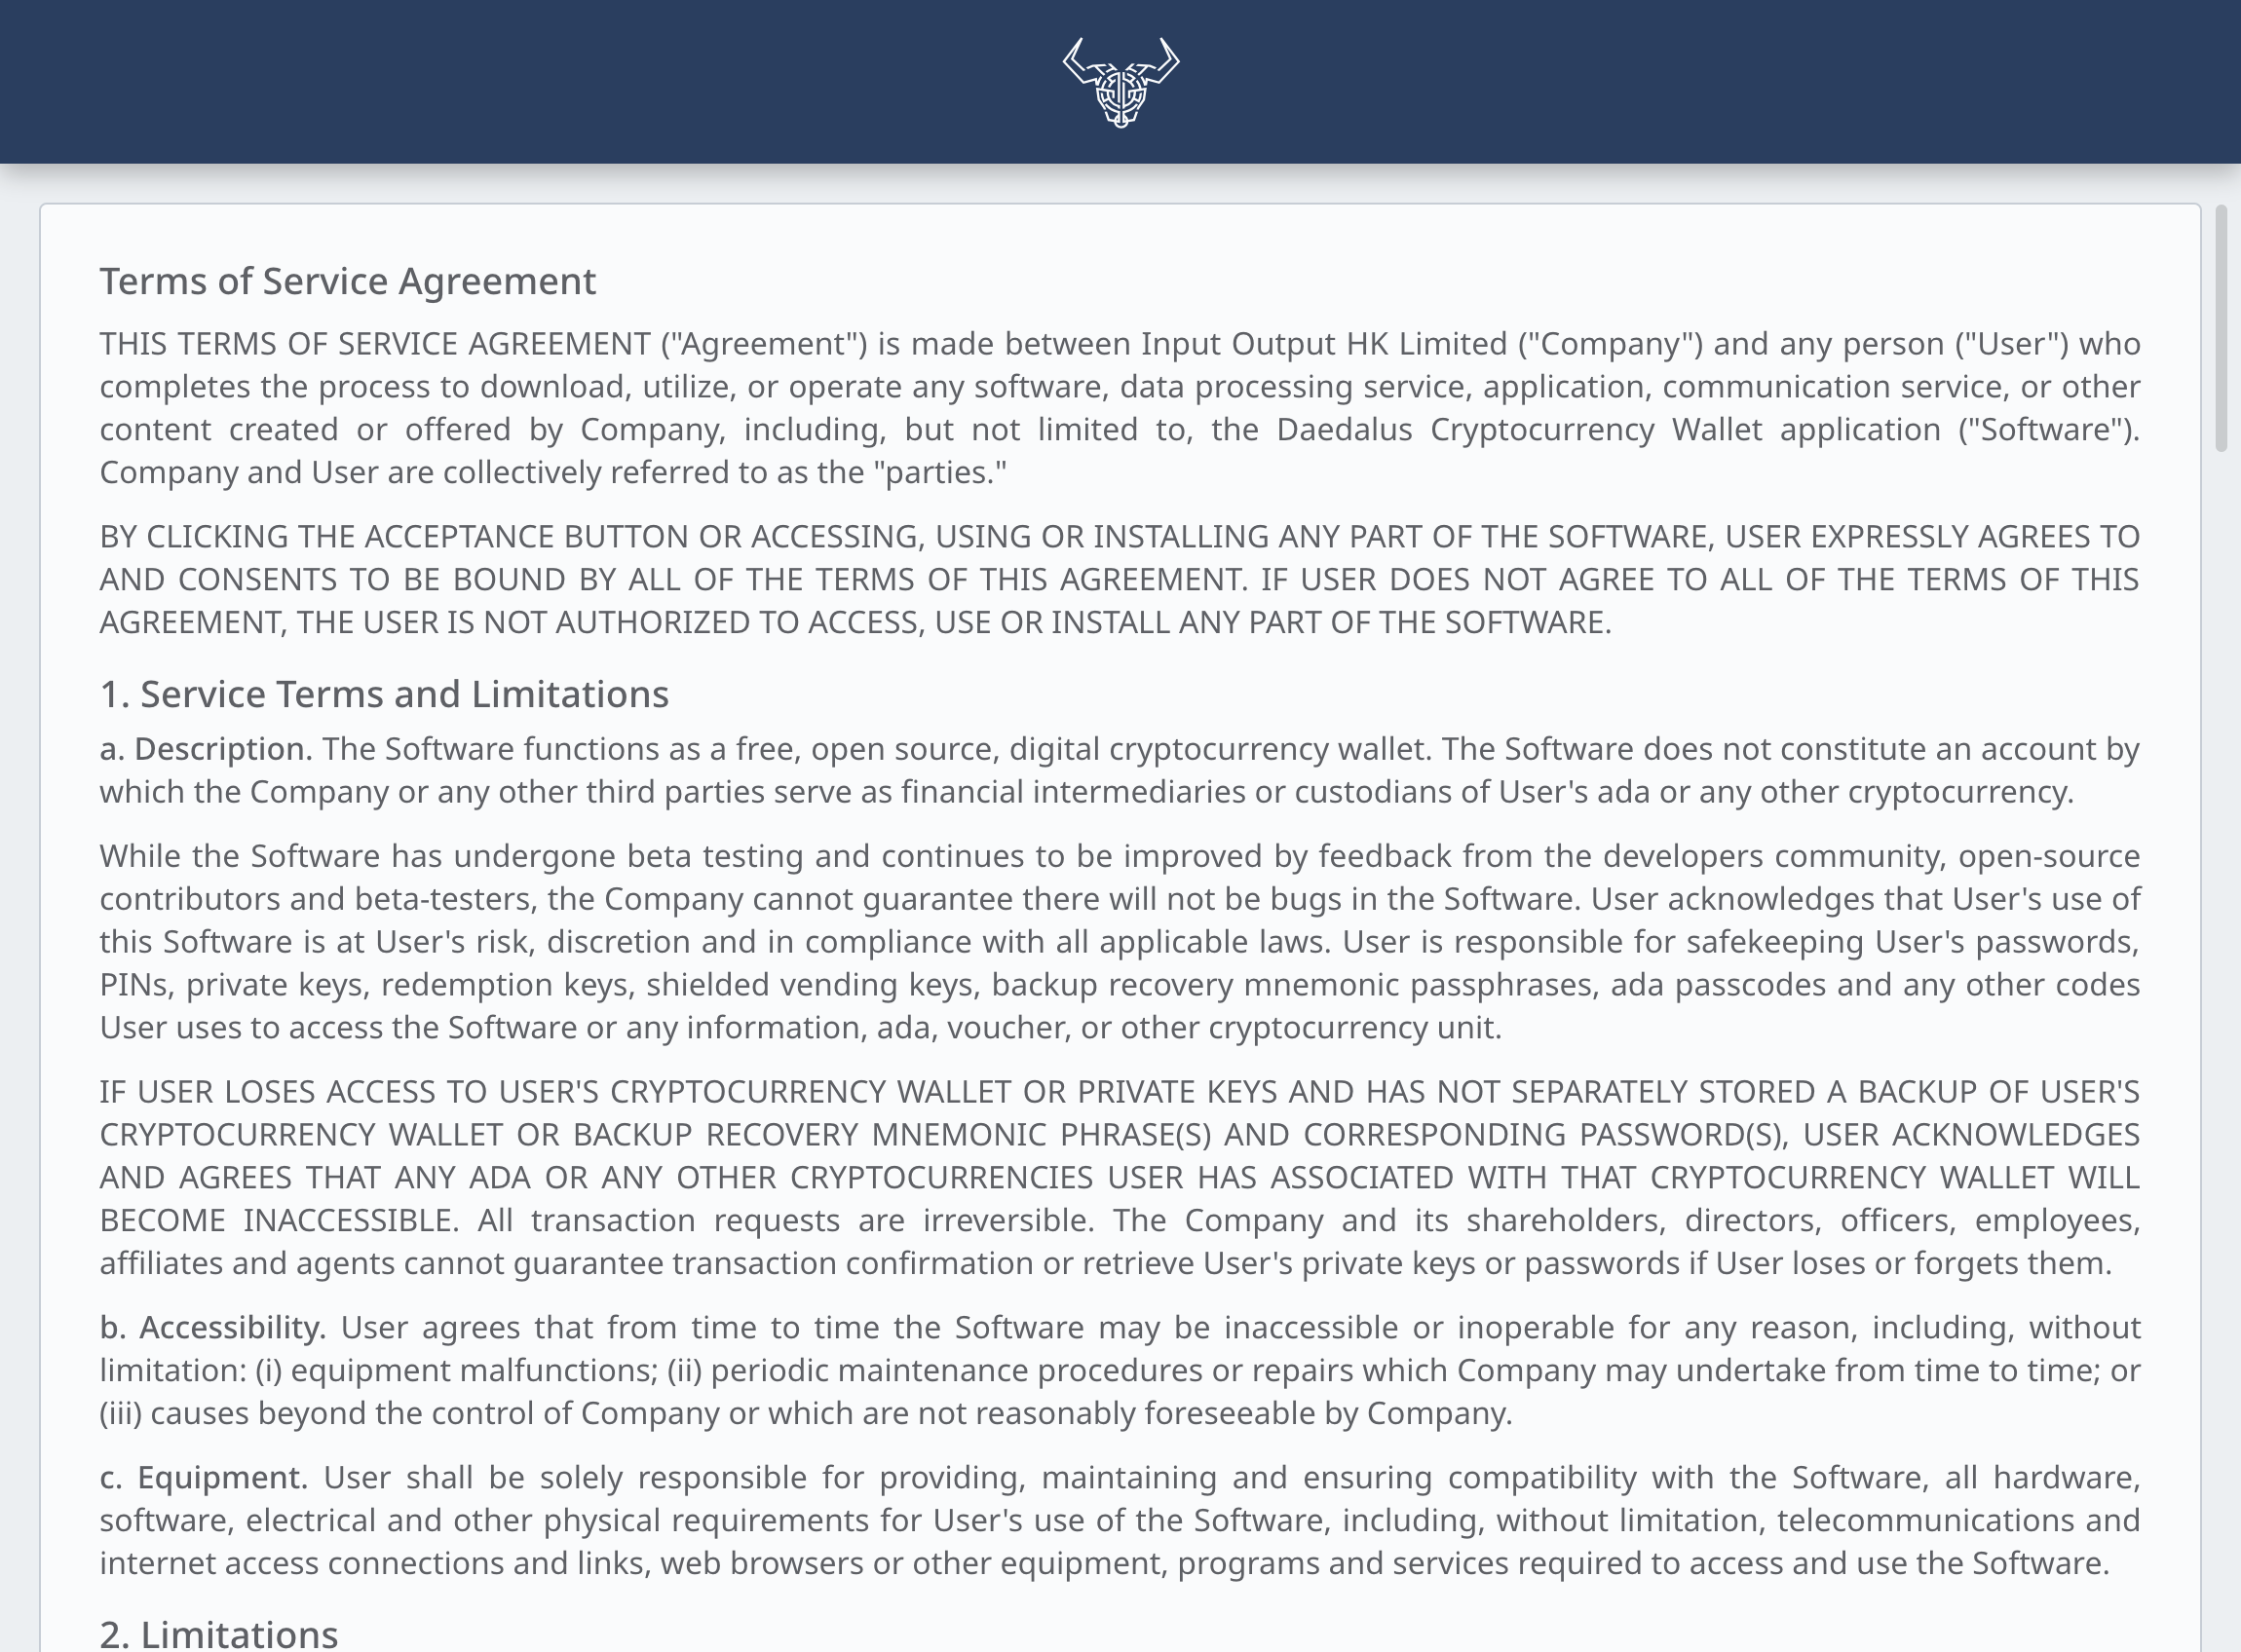 Terms of Service Agreement
THIS TERMS OF SERVICE AGREEMENT ("Agreement") is made between Input Output HK Limited ("Company") and any person ("User") who
completes the process to download, utilize, or operate any software, data processing service, application, communication service, or other
content created or offered by Company, including, but not limited to, the Daedalus Cryptocurrency Wallet application ("Software").
Company and User are collectively referred to as the "parties."
BY CLICKING THE ACCEPTANCE BUTTON OR ACCESSING, USING OR INSTALLING ANY PART OF THE SOFTWARE, USER EXPRESSLY AGREES TO
AND CONSENTS TO BE BOUND BY ALL OF THE TERMS OF THIS AGREEMENT. IF USER DOES NOT AGREE TO ALL OF THE TERMS OF THIS
AGREEMENT, THE USER IS NOT AUTHORIZED TO ACCESS, USE OR INSTALL ANY PART OF THE SOFTWARE.
1. Service Terms and Limitations
a. Description. The Software functions as a free, open source, digital cryptocurrency wallet. The Software does not constitute an account by
which the Company or any other third parties serve as financial intermediaries or custodians of User's ada or any other cryptocurrency.
While the Software has undergone beta testing and continues to be improved by feedback from the developers community, open-source
contributors and beta-testers, the Company cannot guarantee there will not be bugs in the Software. User acknowledges that User's use of
this Software is at User's risk, discretion and in compliance with all applicable laws. User is responsible for safekeeping User's passwords,
PINs, private keys, redemption keys, shielded vending keys, backup recovery mnemonic passphrases, ada passcodes and any other codes
User uses to access the Software or any information, ada, voucher, or other cryptocurrency unit.
IF USER LOSES ACCESS TO USER'S CRYPTOCURRENCY WALLET OR PRIVATE KEYS AND HAS NOT SEPARATELY STORED A BACKUP OF USER'S
CRYPTOCURRENCY WALLET OR BACKUP RECOVERY MNEMONIC PHRASE(S) AND CORRESPONDING PASSWORD(S), USER ACKNOWLEDGES
AND AGREES THAT ANY ADA OR ANY OTHER CRYPTOCURRENCIES USER HAS ASSOCIATED WITH THAT CRYPTOCURRENCY WALLET WILL
BECOME INACCESSIBLE. All transaction requests are irreversible. The Company and its shareholders, directors, officers, employees,
affiliates and agents cannot guarantee transaction confirmation or retrieve User's private keys or passwords if User loses or forgets them.
b. Accessibility. User agrees that from time to time the Software may be inaccessible or inoperable for any reason, including, without
limitation: (i) equipment malfunctions; (ii) periodic maintenance procedures or repairs which Company may undertake from time to time; or
(iii) causes beyond the control of Company or which are not reasonably foreseeable by Company.
c. Equipment. User shall be solely responsible for providing, maintaining and ensuring compatibility with the Software, all hardware,
software, electrical and other physical requirements for User's use of the Software, including, without limitation, telecommunications and
internet access connections and links, web browsers or other equipment, programs and services required to access and use the Software.
2. Limitations